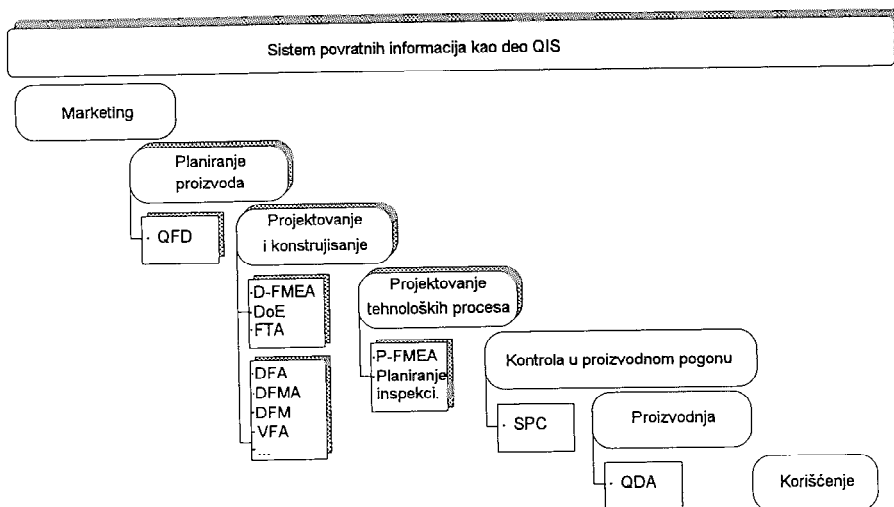 Sistem povratnih informacija kao deo QIS
Marketing
Planiranje
proizvoda
· QFD
Projektovanje
i konstrujisanje
·D-FMEA
·DoE
·FTA
·DFA
·DFMA
·DFM
·VFA
·...
Projektovanje
tehnoloških procesa
·P-FMEA
·Planiranje
inspekci.
Kontrola u proizvodnom pogonu
· SPC
Proizvodnja
· QDA
Korišćenje